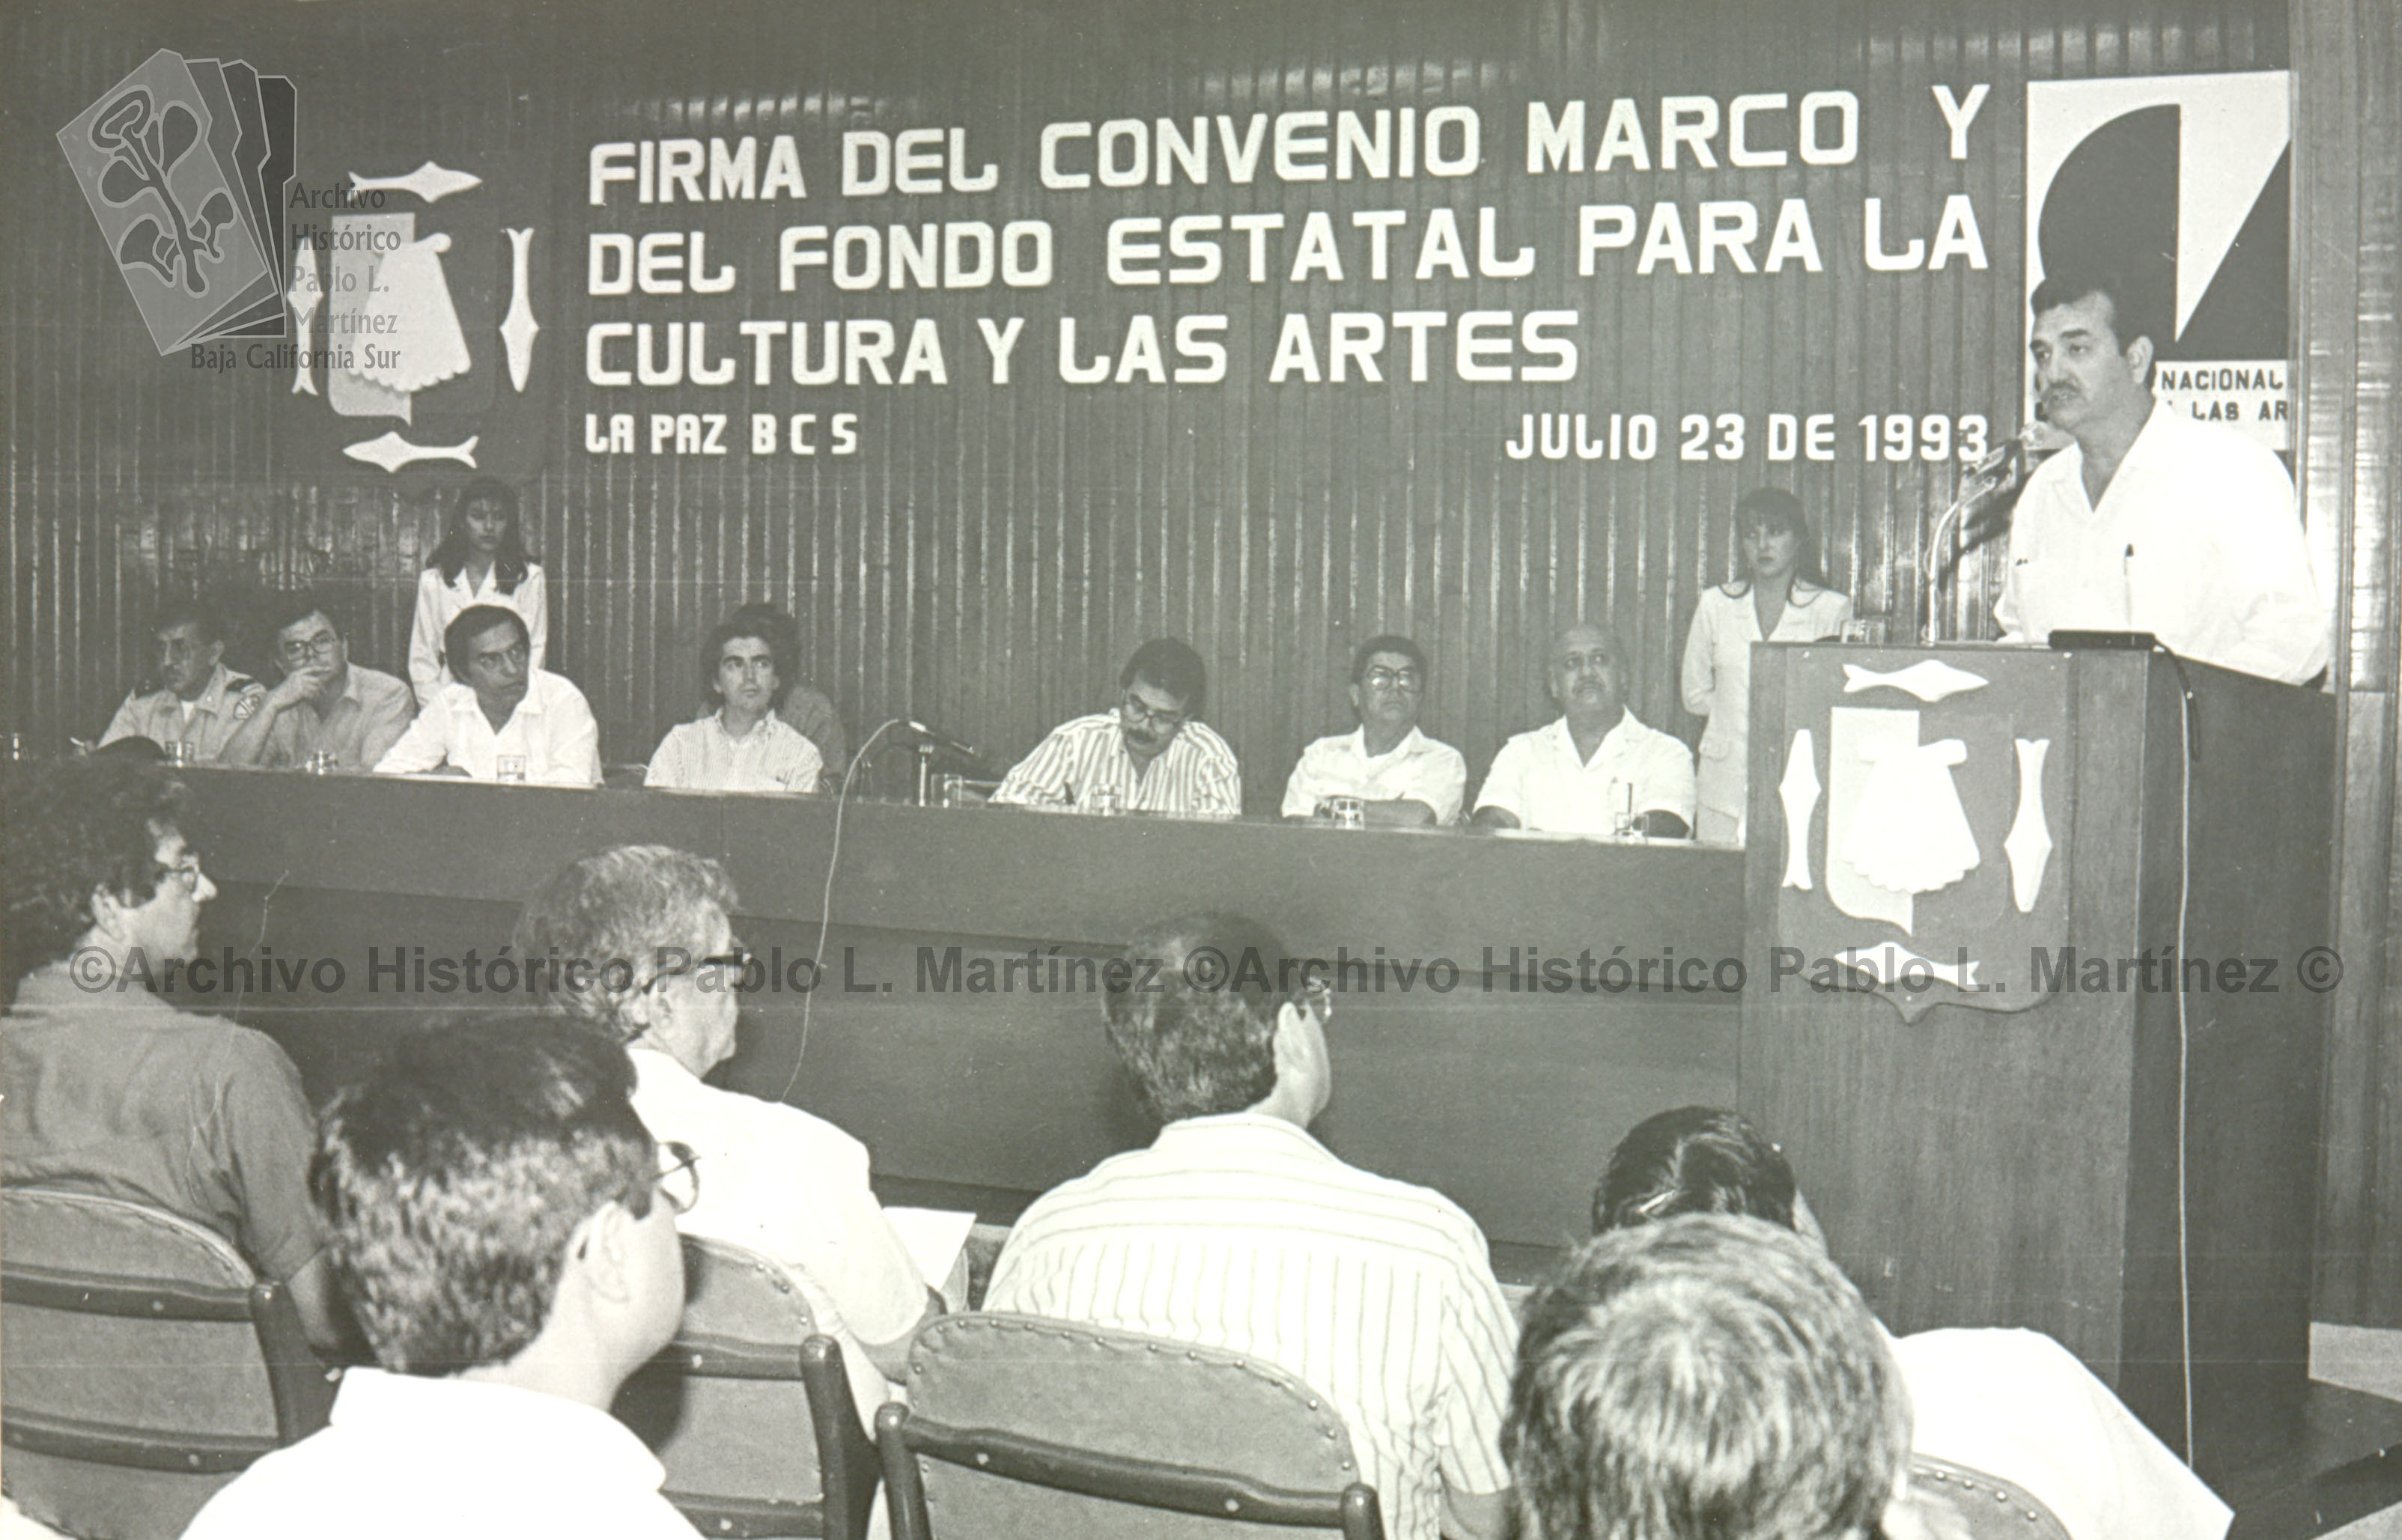 FIRMA DEL CONVENIO MARCO Y
DEL FONDO ESTATAL PARA LA
CULTURA Y LAS ARTES
LA PAZ B C S
JULIO 23 DE 1993
NACIONAL
LAS AR
Archivo
Histórico
Pablo L.
Martínez
Baja California Sur
©Archivo Histórico Pablo L. Martínez ©Archivo Histórico Pablo L. Martínez ©